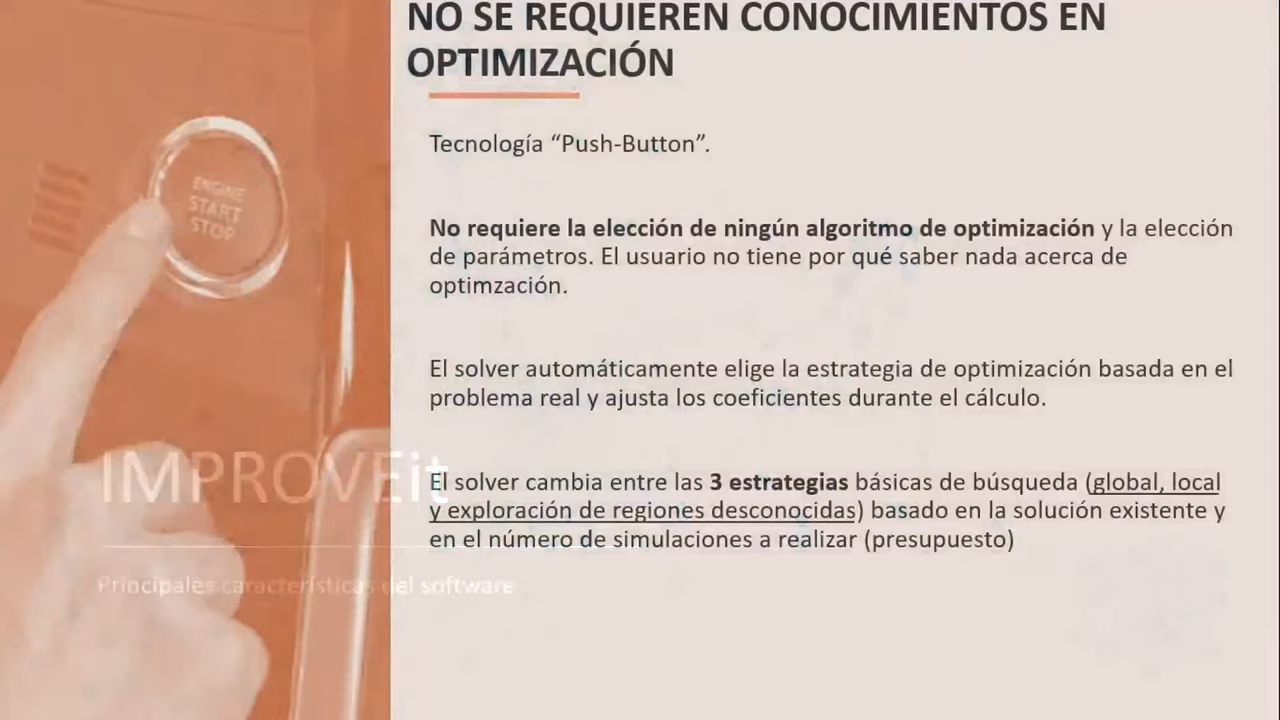 NO SE REQUIEREN CONOCIMIENTOS EN
OPTIMIZACIÓN
Tecnología “Push-Button”.
No requiere la elección de ningún algoritmo de optimización y la elección
de parámetros. El usuario no tiene por qué saber nada acerca de
optimzación.
El solver automáticamente elige la estrategia de optimización basada en el
problema real y ajusta los coeficientes durante el cálculo.
El solver cambia entre las 3 estrategias básicas de búsqueda (global, local
y exploración de regiones desconocidas) basado en la solución existente y
en el número de simulaciones a realizar (presupuesto)
ENGINE
START
STOP
IMPROVEit
Principales características del software